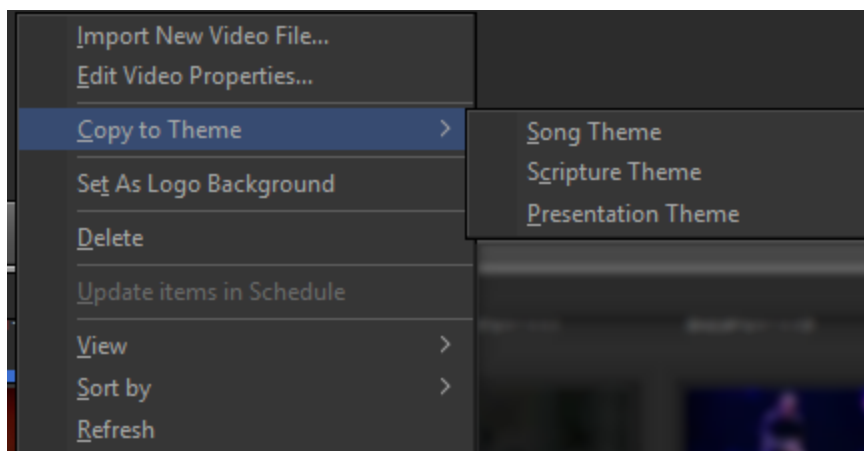 Import New Video File...
Edit Video Properties...
Copy to Theme
Song Theme
Scripture Theme
Presentation Theme
Set As Logo Background
Delete
Update items in Schedule
View
Sort by
Refresh